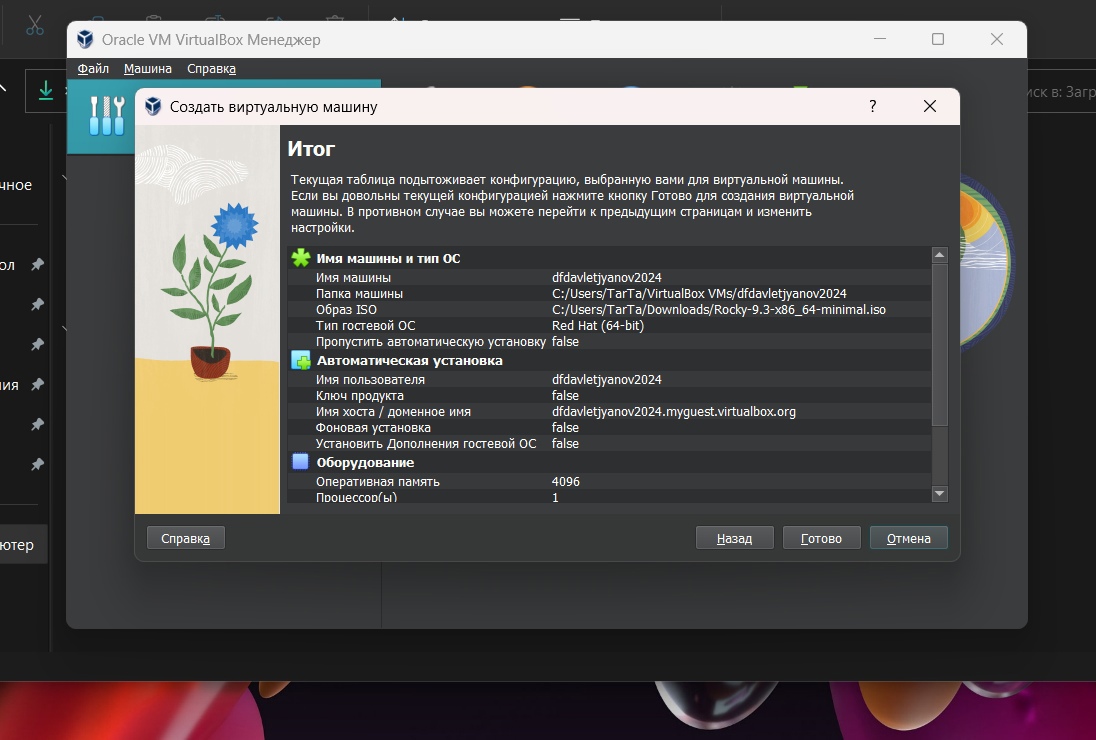 Oracle VM VirtualBox Менеджер
Файл Машина Справка
иск в: Загр
Создать виртуальную машину ?
чное
ол
ия
ютер
Итог
Текущая таблица подытоживает конфигурацию, выбранную вами для виртуальной машины.
Если вы довольны текущей конфигурацией нажмите кнопку Готово для создания виртуальной
машины. В противном случае вы можете перейти к предыдущим страницам и изменить
настройки.
Имя машины и тип ОС
Имя машины dfdavletjyanov2024
Папка машины C:/Users/TarTa/VirtualBox VMs/dfdavletjyanov2024
Образ ISO C:/Users/TarTa/Downloads/Rocky-9.3-x86_64-minimal.iso
Тип гостевой ОС Red Hat (64-bit)
Пропустить автоматическую установку false
Автоматическая установка
Имя пользователя dfdavletjyanov2024
Ключ продукта false
Имя хоста / доменное имя dfdavletjyanov2024.myguest.virtualbox.org
Фоновая установка false
Установить Дополнения гостевой ОС false
Оборудование
Оперативная память 4096
Процессор(ы) 1
Справка Назад Готово Отмена